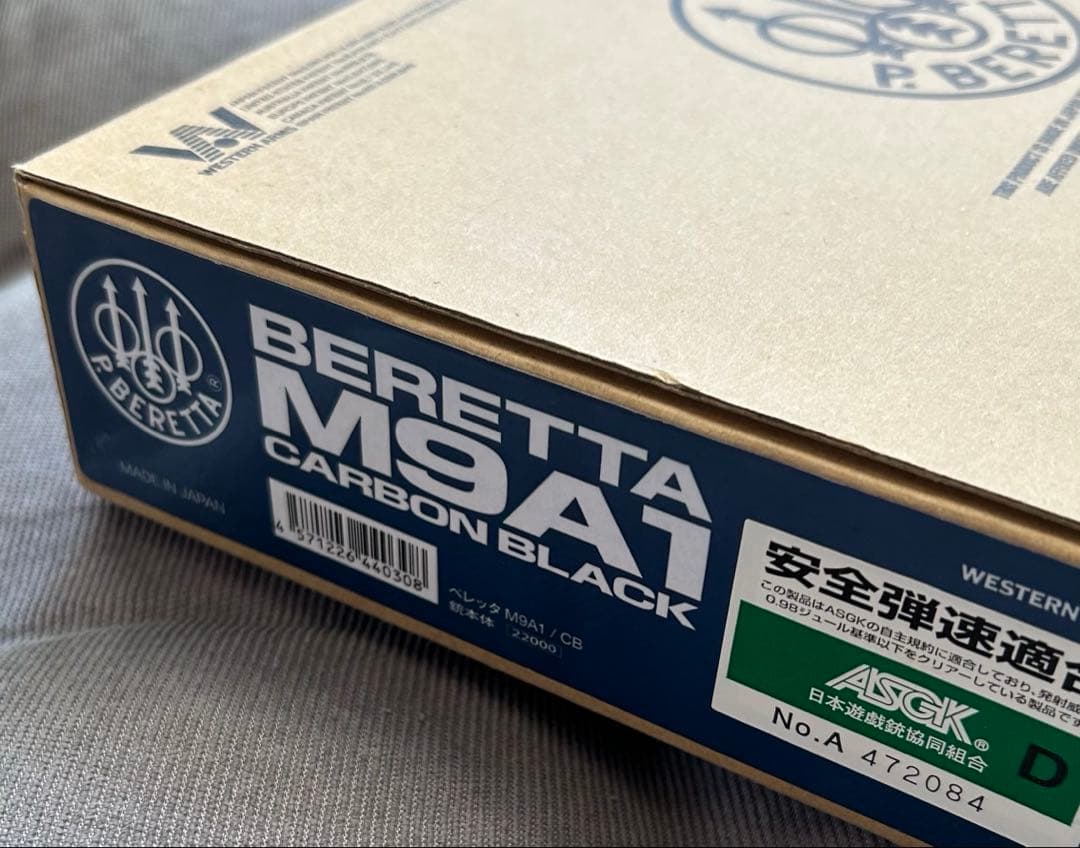 WESTERN ARMS
P. BERETTA
P. BERETTA
®
MADE IN JAPAN
BERETTA
M9A1
CARBON BLACK
4 571226 440308
ベレッタ M9A1 / CB
銃本体 [22000]
WESTERN
安全弾速適合
この製品はASGKの自主規約に適合しており、発射威
0.98ジュール基準以下をクリアーしている製品です
ASGK®
日本遊戯銃協同組合
D
No.A 472084